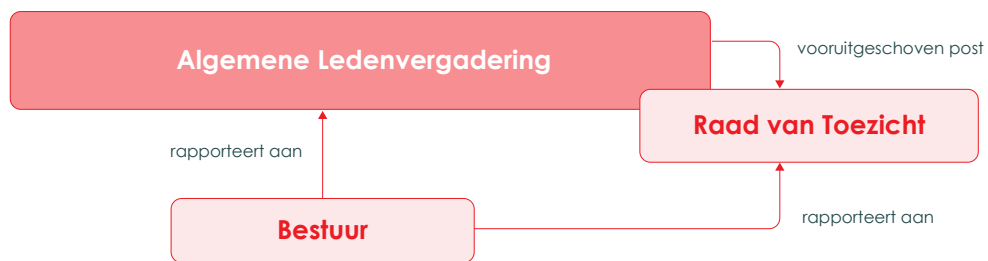 Algemene Ledenvergadering
vooruitgeschoven post
Raad van Toezicht
rapporteert aan
Bestuur
rapporteert aan